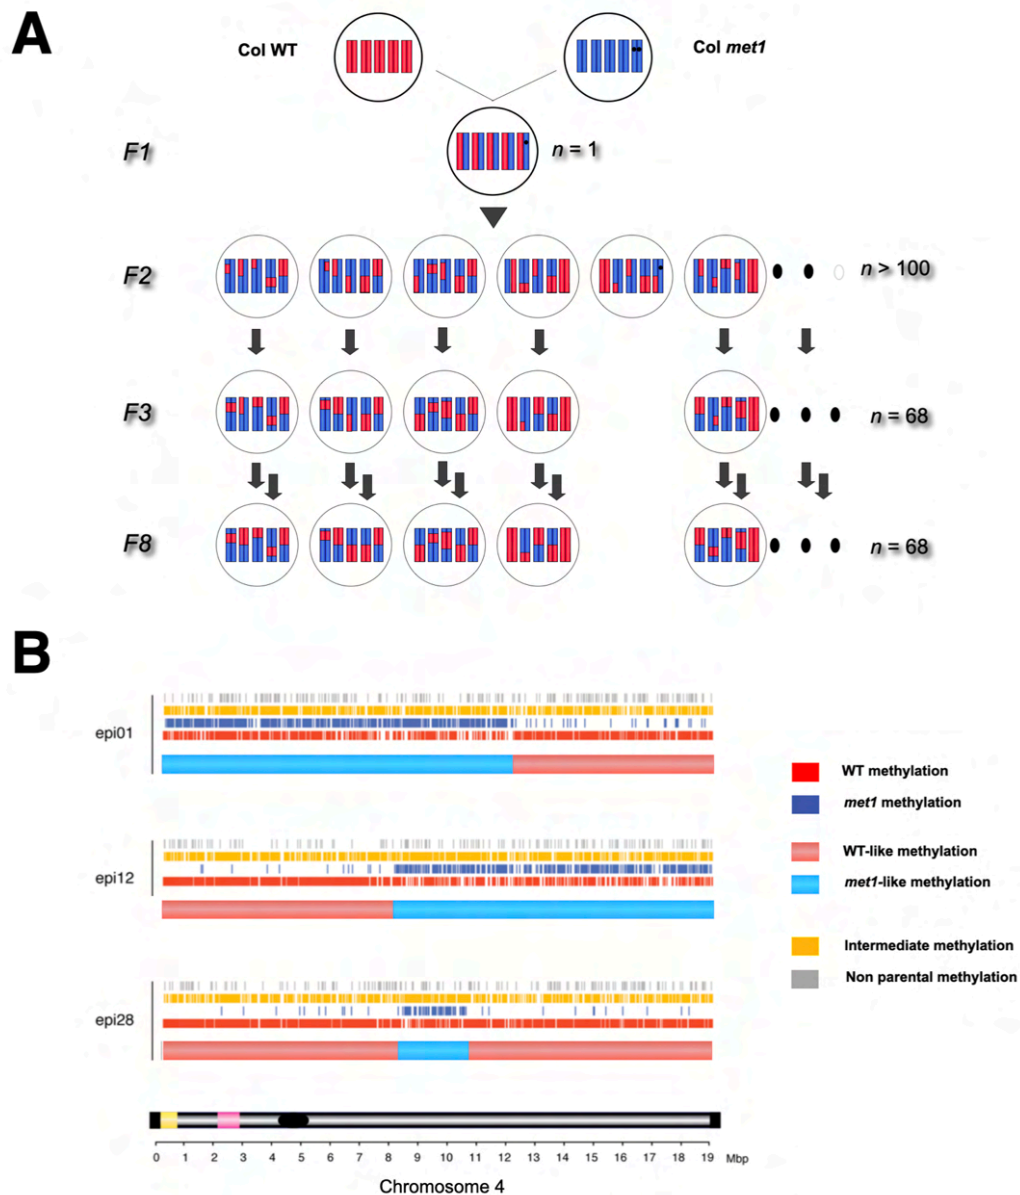 A
Col WT
Col met1
F1
n = 1
F2
n > 100
F3
n = 68
F8
n = 68
B
epi01
epi12
epi28
WT methylation
met1 methylation
WT-like methylation
met1-like methylation
Intermediate methylation
Non parental methylation
0 1 2 3 4 5 6 7 8 9 10 11 12 13 14 15 16 17 18 19 Mbp
Chromosome 4